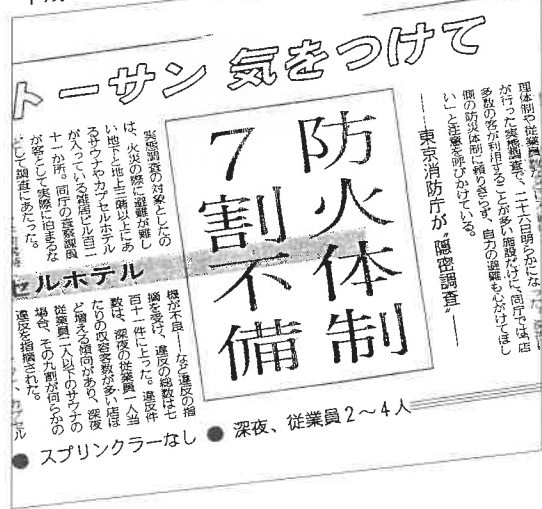 トーサン 気をつけて
防火体制
7割不備
――東京消防庁が〝隠密調査〟――
理体制や従業員数など
が行った実態調査で、二十六日明らかにな
多数の客が利用することが多い施設だけに、同庁では「店
側の防災体制に頼りきらず、自力の避難も心がけてほし
い」と注意を呼びかけている。
実態調査の対象としたの
は、火災の際に避難が難し
い地下と地上三階以上にあ
るサウナやカプセルホテル
が入っている雑居ビル百二
十一か所。同庁の査察課員
が客として実際に泊まるな
どして調査にあたった。
セルホテル
機が不良――など違反の指
摘を受け、違反の総数は七
百十一件に上った。違反件
数は、深夜の従業員一人当
たりの収容客数が多い店ほ
ど増える傾向があり、深夜
従業員一人以下のサウナの
場合、その九割が何らかの
違反を指摘された。
● スプリンクラーなし ● 深夜、従業員2〜4人